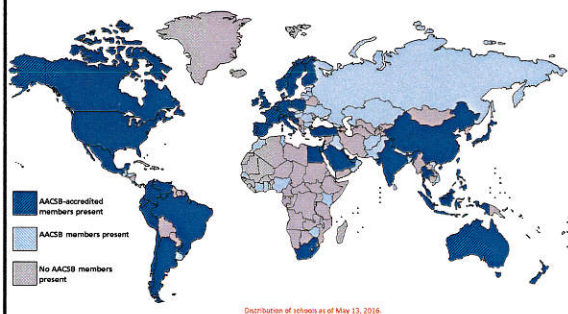 AACSB-accredited
members present
AACSB members present
No AACSB members
present
Distribution of schools as of May 13, 2016.